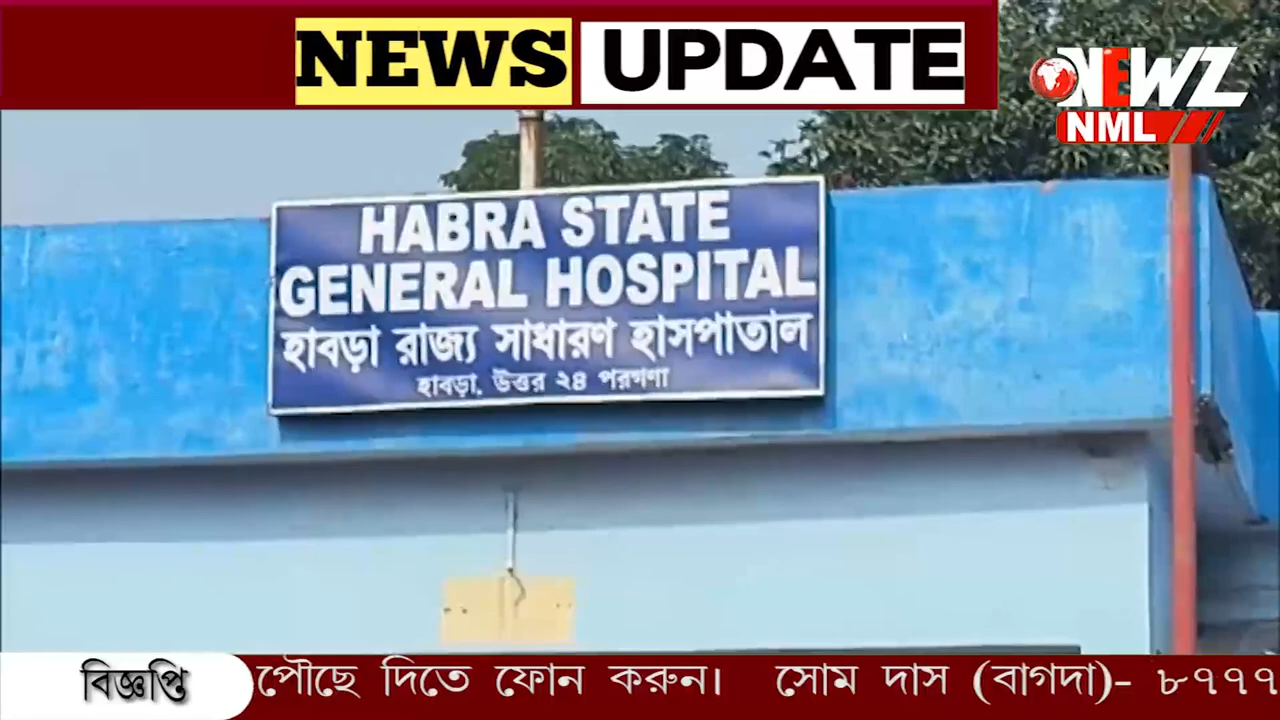 NEWS UPDATE
NEWZ
NML
HABRA STATE
GENERAL HOSPITAL
হাবড়া রাজ্য সাধারণ হাসপাতাল
হাবড়া, উত্তর ২৪ পরগণা
বিজ্ঞপ্তি
পৌছে দিতে ফোন করুন। সোম দাস (বাগদা)- ৮৭৭৭